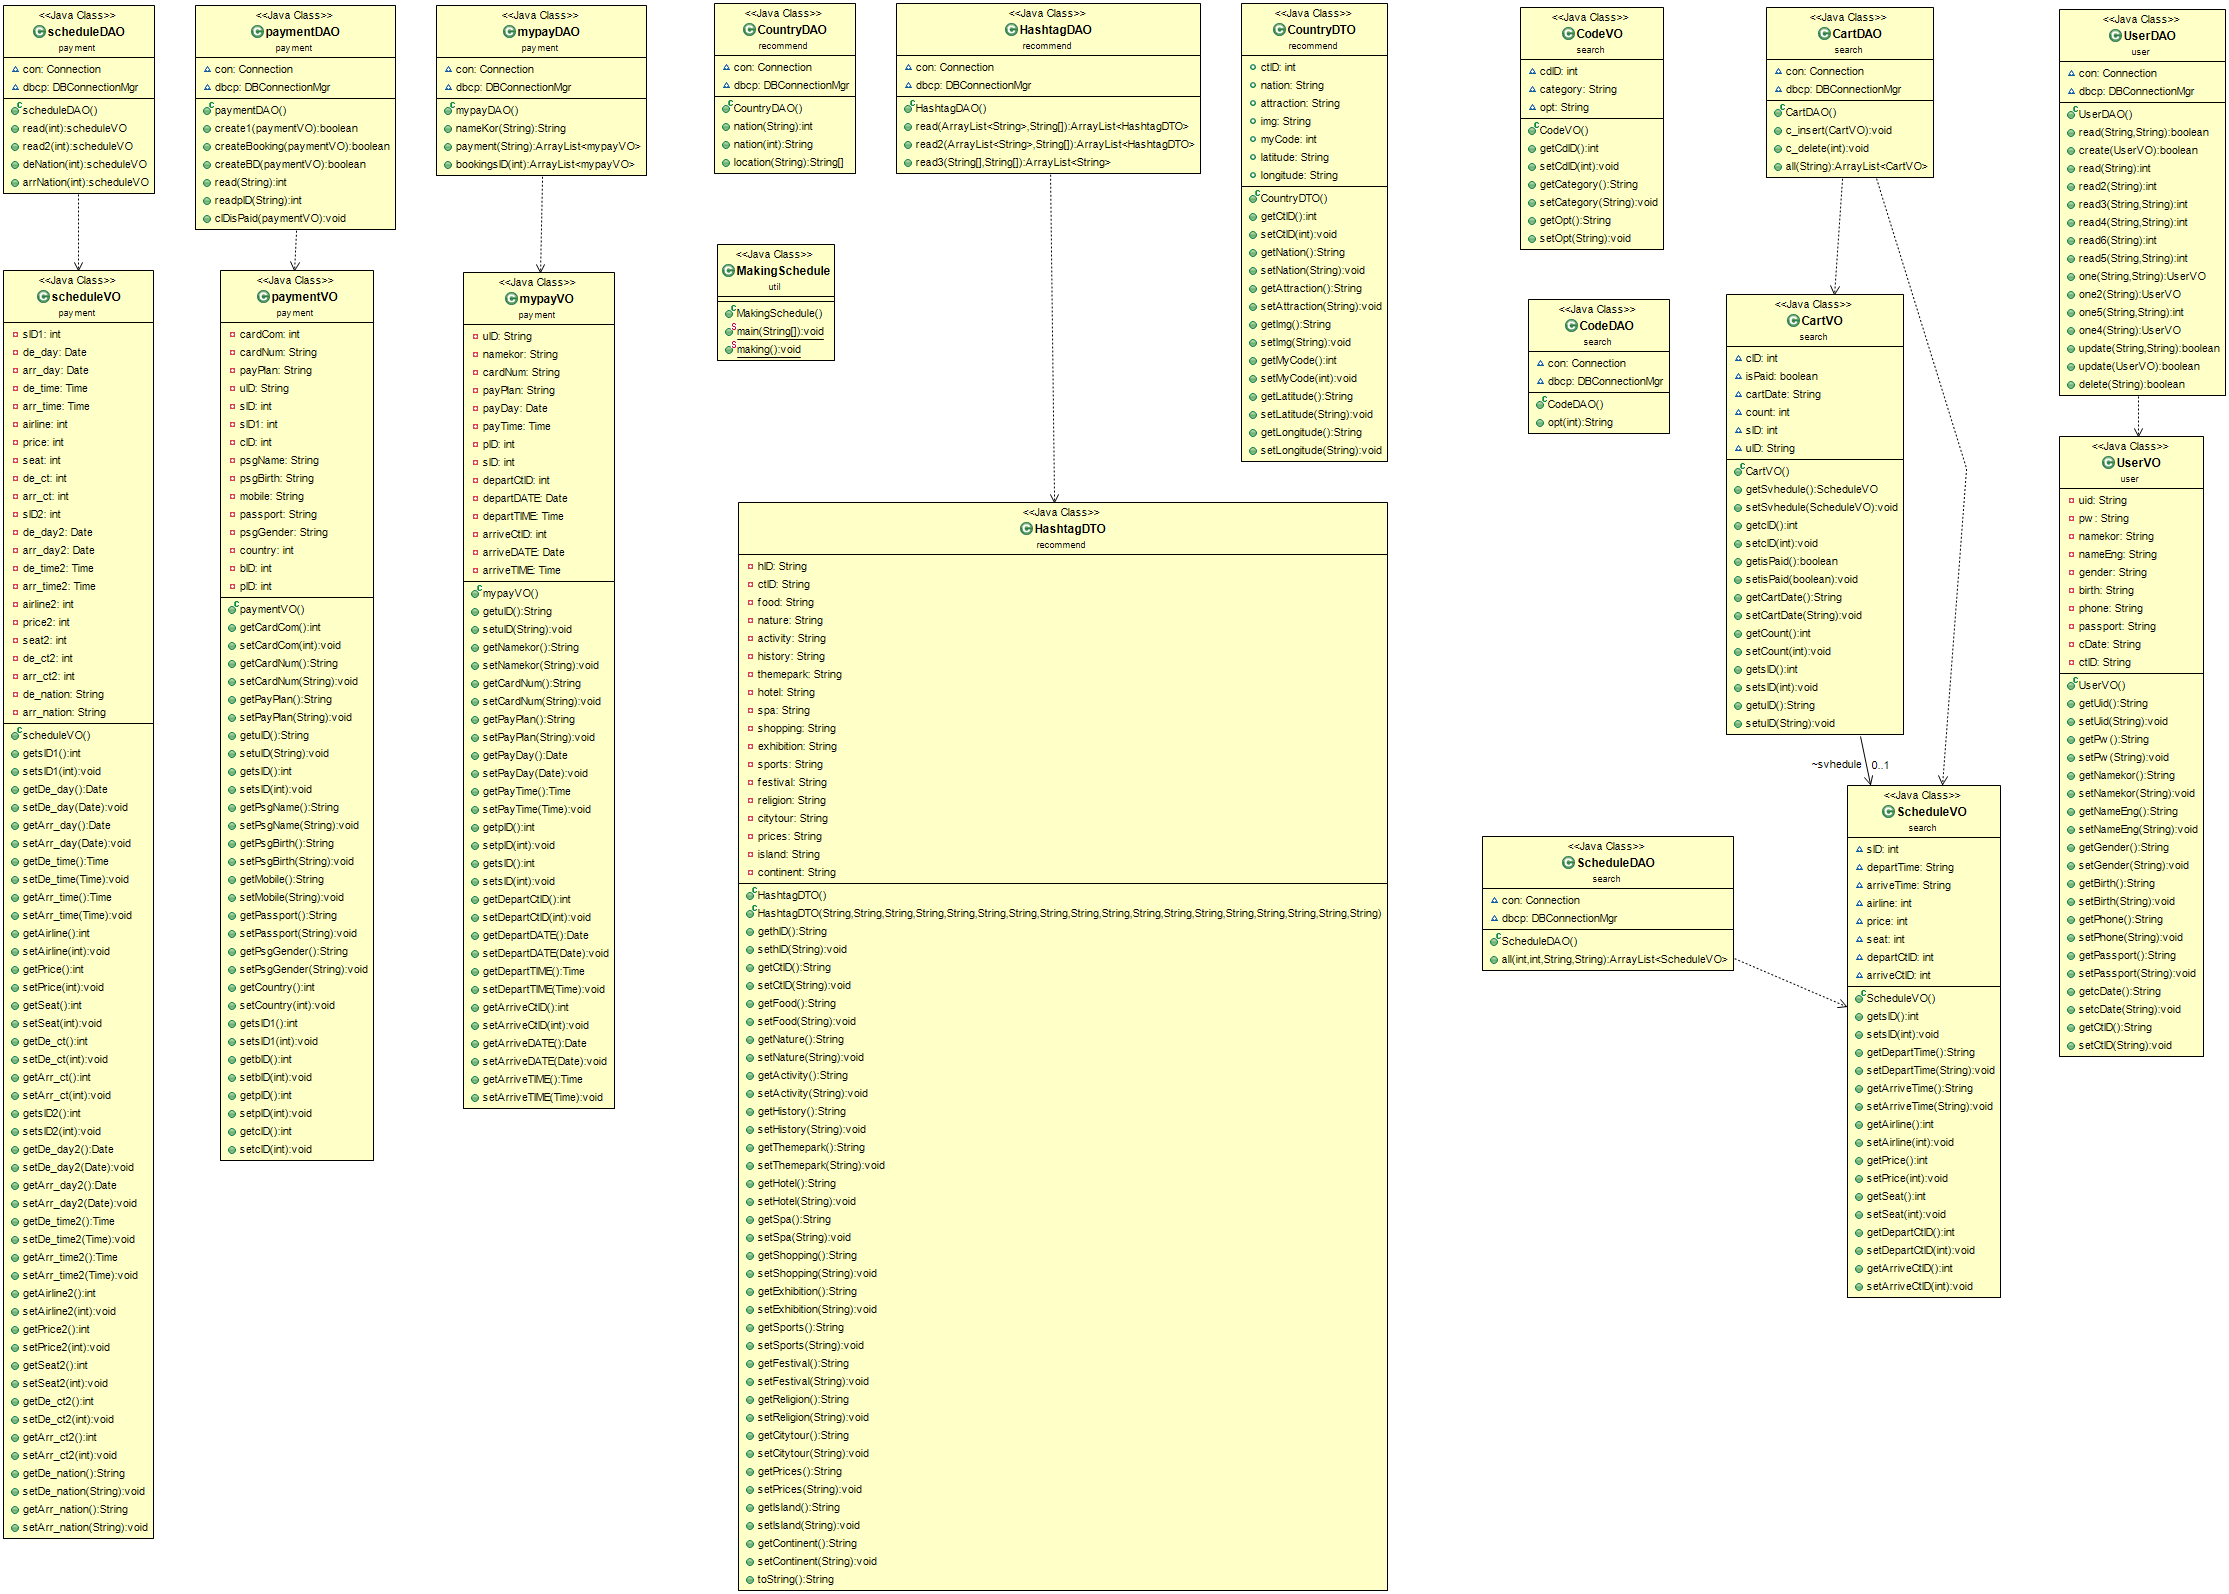 <<Java Class>>
scheduleDAO
payment
con: Connection
dbcp: DBConnectionMgr
scheduleDAO()
read(int):scheduleVO
read2(int):scheduleVO
deNation(int):scheduleVO
arrNation(int):scheduleVO
<<Java Class>>
paymentDAO
payment
con: Connection
dbcp: DBConnectionMgr
paymentDAO()
create1(paymentVO):boolean
createBooking(paymentVO):boolean
createBD(paymentVO):boolean
read(String):int
readpID(String):int
cIDisPaid(paymentVO):void
<<Java Class>>
mypayDAO
payment
con: Connection
dbcp: DBConnectionMgr
mypayDAO()
nameKor(String):String
payment(String):ArrayList<mypayVO>
bookingsID(int):ArrayList<mypayVO>
<<Java Class>>
CountryDAO
recommend
con: Connection
dbcp: DBConnectionMgr
CountryDAO()
nation(String):int
nation(int):String
location(String):String[]
<<Java Class>>
HashtagDAO
recommend
con: Connection
dbcp: DBConnectionMgr
HashtagDAO()
read(ArrayList<String>,String[]):ArrayList<HashtagDTO>
read2(ArrayList<String>,String[]):ArrayList<HashtagDTO>
read3(String[],String[]):ArrayList<String>
<<Java Class>>
CountryDTO
recommend
ctID: int
nation: String
attraction: String
img: String
myCode: int
latitude: String
longitude: String
CountryDTO()
getCtID():int
setCtID(int):void
getNation():String
setNation(String):void
getAttraction():String
setAttraction(String):void
getImg():String
setImg(String):void
getMyCode():int
setMyCode(int):void
getLatitude():String
setLatitude(String):void
getLongitude():String
setLongitude(String):void
<<Java Class>>
CodeVO
search
cdID: int
category: String
opt: String
CodeVO()
getCdID():int
setCdID(int):void
getCategory():String
setCategory(String):void
getOpt():String
setOpt(String):void
<<Java Class>>
CartDAO
search
con: Connection
dbcp: DBConnectionMgr
CartDAO()
c_insert(CartVO):void
c_delete(int):void
all(String):ArrayList<CartVO>
<<Java Class>>
UserDAO
user
con: Connection
dbcp: DBConnectionMgr
UserDAO()
read(String,String):boolean
create(UserVO):boolean
read(String):int
read2(String):int
read3(String,String):int
read4(String,String):int
read6(String):int
read5(String,String):int
one(String,String):UserVO
one2(String):UserVO
one5(String,String):int
one4(String):UserVO
update(String,String):boolean
update(UserVO):boolean
delete(String):boolean
<<Java Class>>
scheduleVO
payment
sID1: int
de_day: Date
arr_day: Date
de_time: Time
arr_time: Time
airline: int
price: int
seat: int
de_ct: int
arr_ct: int
sID2: int
de_day2: Date
arr_day2: Date
de_time2: Time
arr_time2: Time
airline2: int
price2: int
seat2: int
de_ct2: int
arr_ct2: int
de_nation: String
arr_nation: String
scheduleVO()
getsID1():int
setsID1(int):void
getDe_day():Date
setDe_day(Date):void
getArr_day():Date
setArr_day(Date):void
getDe_time():Time
setDe_time(Time):void
getArr_time():Time
setArr_time(Time):void
getAirline():int
setAirline(int):void
getPrice():int
setPrice(int):void
getSeat():int
setSeat(int):void
getDe_ct():int
setDe_ct(int):void
getArr_ct():int
setArr_ct(int):void
getsID2():int
setsID2(int):void
getDe_day2():Date
setDe_day2(Date):void
getArr_day2():Date
setArr_day2(Date):void
getDe_time2():Time
setDe_time2(Time):void
getArr_time2():Time
setArr_time2(Time):void
getAirline2():int
setAirline2(int):void
getPrice2():int
setPrice2(int):void
getSeat2():int
setSeat2(int):void
getDe_ct2():int
setDe_ct2(int):void
getArr_ct2():int
setArr_ct2(int):void
getDe_nation():String
setDe_nation(String):void
getArr_nation():String
setArr_nation(String):void
<<Java Class>>
paymentVO
payment
cardCom: int
cardNum: String
payPlan: String
uID: String
sID: int
sID1: int
cID: int
psgName: String
psgBirth: String
mobile: String
passport: String
psgGender: String
country: int
bID: int
pID: int
paymentVO()
getCardCom():int
setCardCom(int):void
getCardNum():String
setCardNum(String):void
getPayPlan():String
setPayPlan(String):void
getuID():String
setuID(String):void
getsID():int
setsID(int):void
getPsgName():String
setPsgName(String):void
getPsgBirth():String
setPsgBirth(String):void
getMobile():String
setMobile(String):void
getPassport():String
setPassport(String):void
getPsgGender():String
setPsgGender(String):void
getCountry():int
setCountry(int):void
getsID1():int
setsID1(int):void
getbID():int
setbID(int):void
getpID():int
setpID(int):void
getcID():int
setcID(int):void
<<Java Class>>
mypayVO
payment
uID: String
namekor: String
cardNum: String
payPlan: String
payDay: Date
payTime: Time
pID: int
sID: int
departCtID: int
departDATE: Date
departTIME: Time
arriveCtID: int
arriveDATE: Date
arriveTIME: Time
mypayVO()
getuID():String
setuID(String):void
getNamekor():String
setNamekor(String):void
getCardNum():String
setCardNum(String):void
getPayPlan():String
setPayPlan(String):void
getPayDay():Date
setPayDay(Date):void
getPayTime():Time
setPayTime(Time):void
getpID():int
setpID(int):void
getsID():int
setsID(int):void
getDepartCtID():int
setDepartCtID(int):void
getDepartDATE():Date
setDepartDATE(Date):void
getDepartTIME():Time
setDepartTIME(Time):void
getArriveCtID():int
setArriveCtID(int):void
getArriveDATE():Date
setArriveDATE(Date):void
getArriveTIME():Time
setArriveTIME(Time):void
<<Java Class>>
MakingSchedule
util
MakingSchedule()
main(String[]):void
making():void
<<Java Class>>
HashtagDTO
recommend
hID: String
ctID: String
food: String
nature: String
activity: String
history: String
themepark: String
hotel: String
spa: String
shopping: String
exhibition: String
sports: String
festival: String
religion: String
citytour: String
prices: String
island: String
continent: String
HashtagDTO()
HashtagDTO(String,String,String,String,String,String,String,String,String,String,String,String,String,String,String,String,String,String)
gethID():String
sethID(String):void
getCtID():String
setCtID(String):void
getFood():String
setFood(String):void
getNature():String
setNature(String):void
getActivity():String
setActivity(String):void
getHistory():String
setHistory(String):void
getThemepark():String
setThemepark(String):void
getHotel():String
setHotel(String):void
getSpa():String
setSpa(String):void
getShopping():String
setShopping(String):void
getExhibition():String
setExhibition(String):void
getSports():String
setSports(String):void
getFestival():String
setFestival(String):void
getReligion():String
setReligion(String):void
getCitytour():String
setCitytour(String):void
getPrices():String
setPrices(String):void
getIsland():String
setIsland(String):void
getContinent():String
setContinent(String):void
toString():String
<<Java Class>>
CodeDAO
search
con: Connection
dbcp: DBConnectionMgr
CodeDAO()
opt(int):String
<<Java Class>>
CartVO
search
cID: int
isPaid: boolean
cartDate: String
count: int
sID: int
uID: String
CartVO()
getSvhedule():ScheduleVO
setSvhedule(ScheduleVO):void
getcID():int
setcID(int):void
getisPaid():boolean
setisPaid(boolean):void
getCartDate():String
setCartDate(String):void
getCount():int
setCount(int):void
getsID():int
setsID(int):void
getuID():String
setuID(String):void
~svhedule
0..1
<<Java Class>>
ScheduleDAO
search
con: Connection
dbcp: DBConnectionMgr
ScheduleDAO()
all(int,int,String,String):ArrayList<ScheduleVO>
<<Java Class>>
ScheduleVO
search
sID: int
departTime: String
arriveTime: String
airline: int
price: int
seat: int
departCtID: int
arriveCtID: int
ScheduleVO()
getsID():int
setsID(int):void
getDepartTime():String
setDepartTime(String):void
getArriveTime():String
setArriveTime(String):void
getAirline():int
setAirline(int):void
getPrice():int
setPrice(int):void
getSeat():int
setSeat(int):void
getDepartCtID():int
setDepartCtID(int):void
getArriveCtID():int
setArriveCtID(int):void
<<Java Class>>
UserVO
user
uid: String
pw: String
namekor: String
nameEng: String
gender: String
birth: String
phone: String
passport: String
cDate: String
ctID: String
UserVO()
getUid():String
setUid(String):void
getPw():String
setPw(String):void
getNamekor():String
setNamekor(String):void
getNameEng():String
setNameEng(String):void
getGender():String
setGender(String):void
getBirth():String
setBirth(String):void
getPhone():String
setPhone(String):void
getPassport():String
setPassport(String):void
getcDate():String
setcDate(String):void
getCtID():String
setCtID(String):void